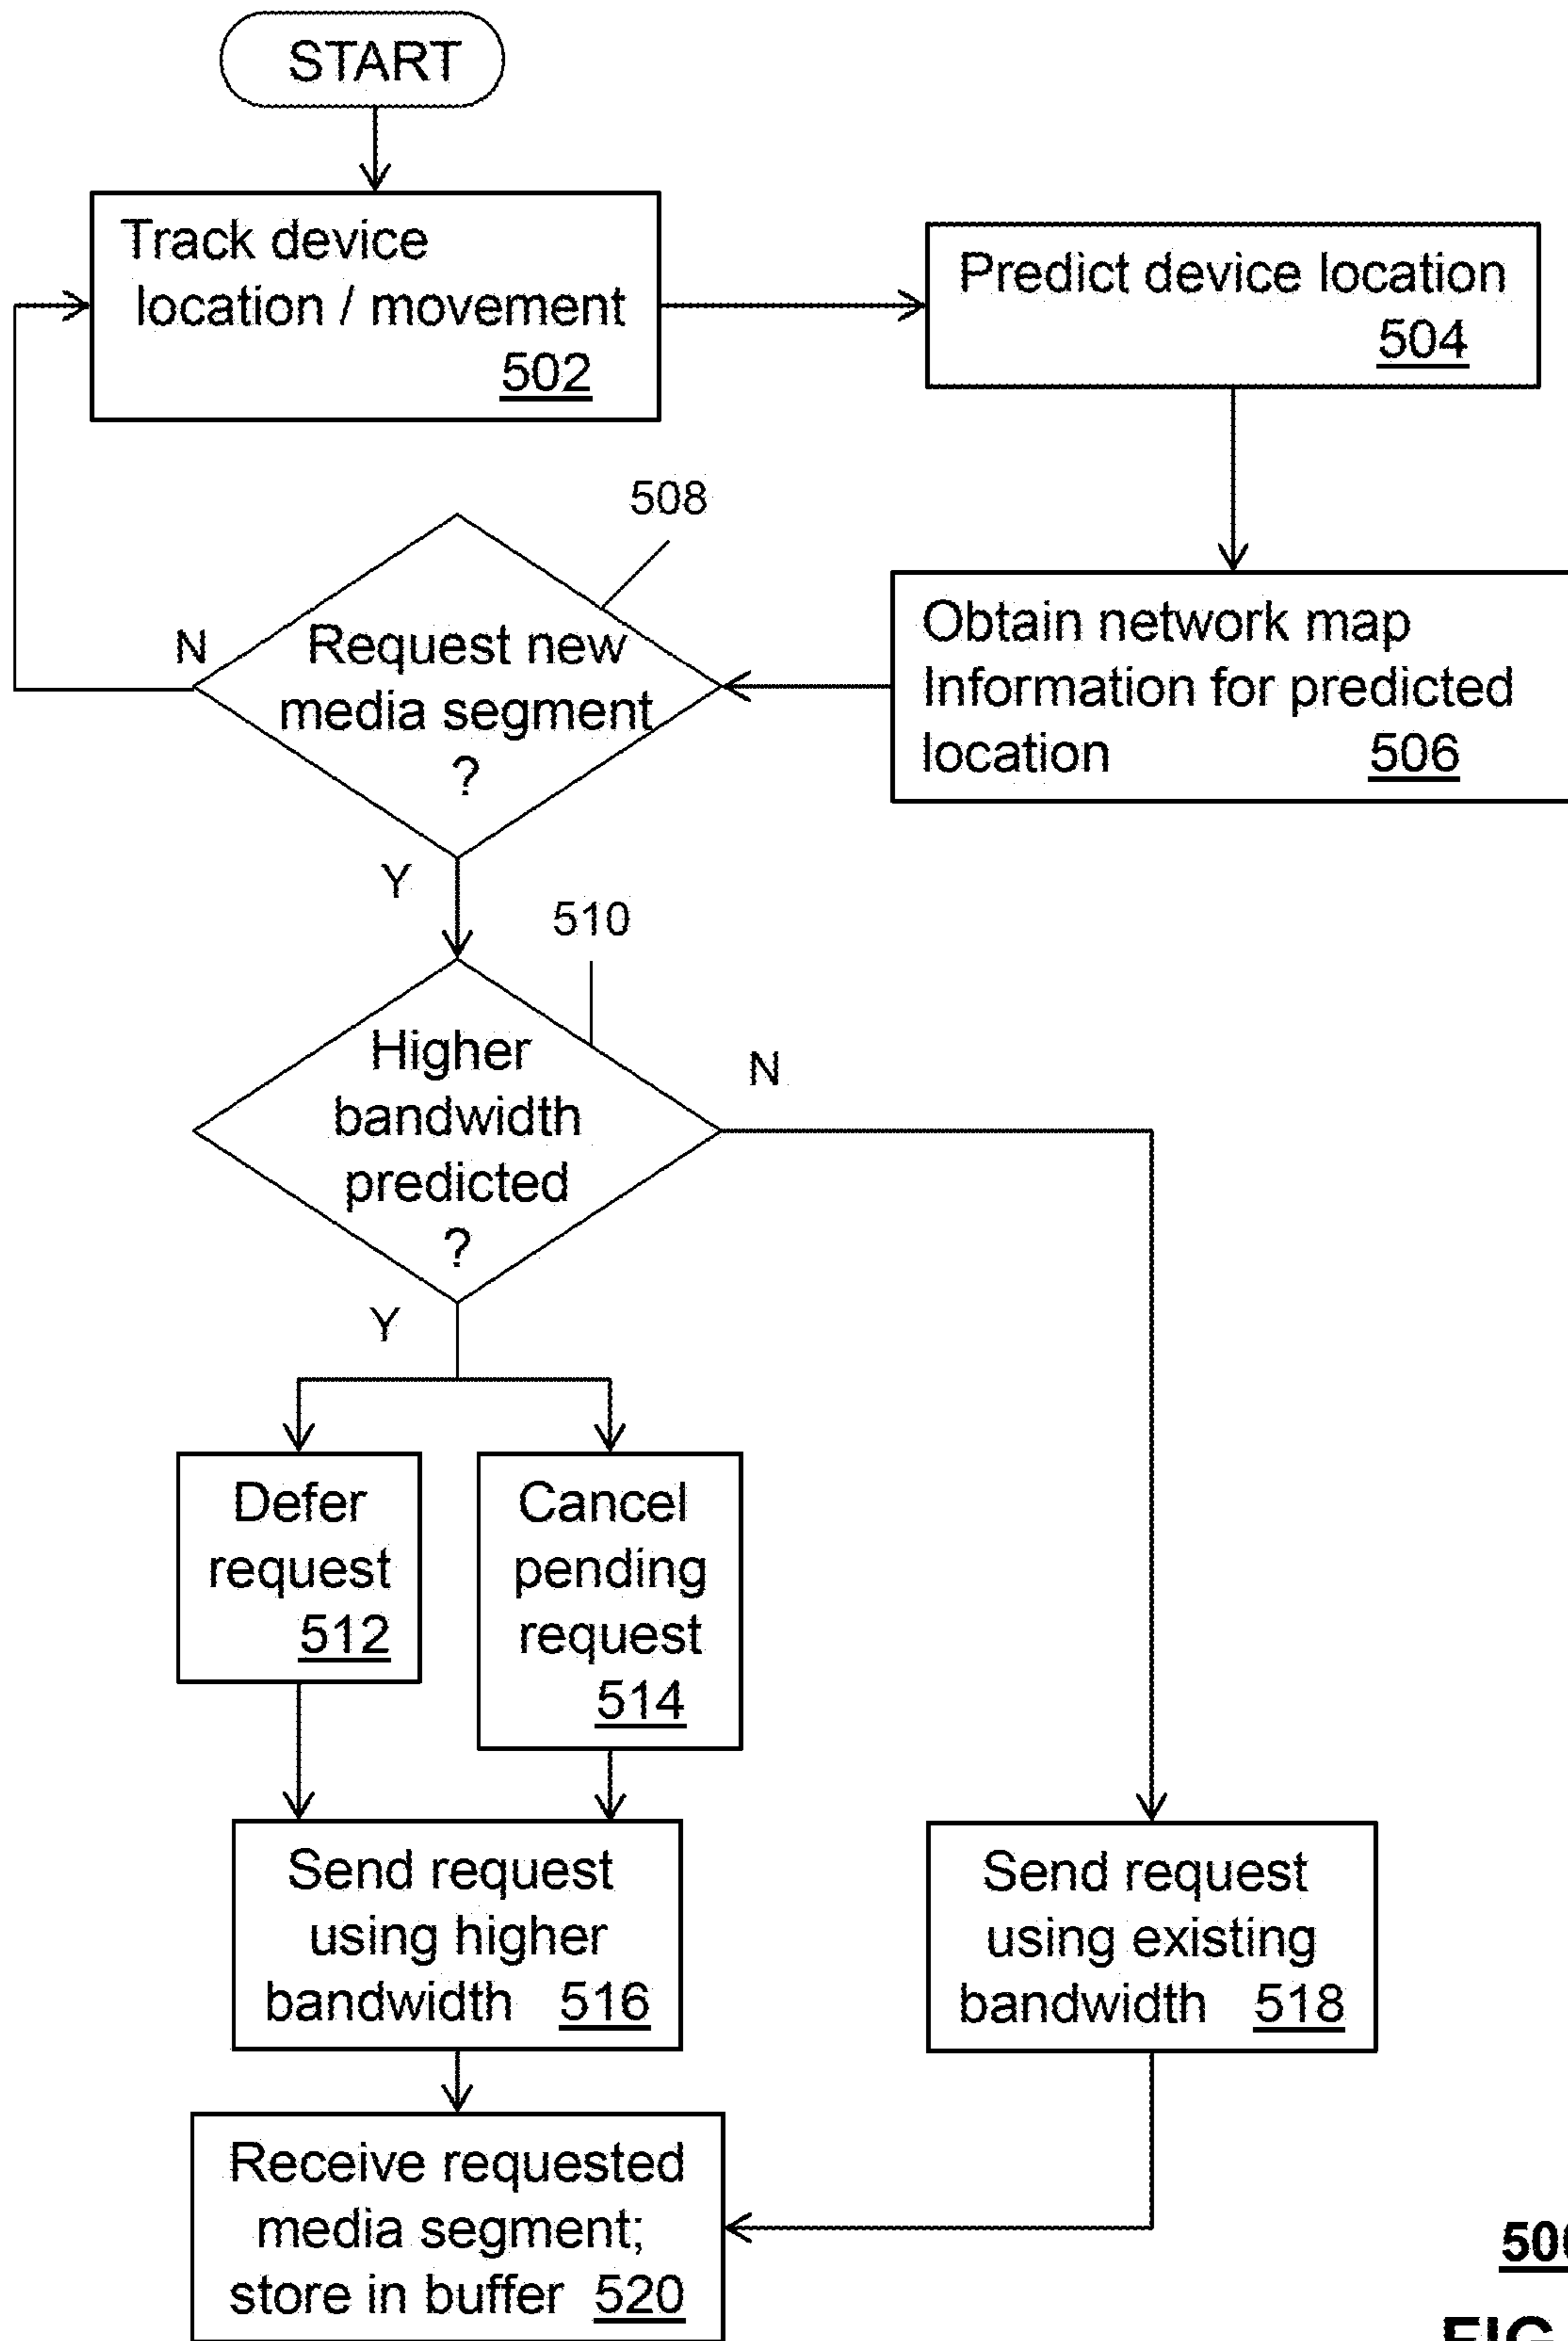 START
Track device
location / movement
502
Predict device location
504
Obtain network map
Information for predicted
location 506
508
Request new
media segment
?
N
Y
510
Higher
bandwidth
predicted
?
N
Y
Defer
request
512
Cancel
pending
request
514
Send request
using higher
bandwidth 516
Send request
using existing
bandwidth 518
Receive requested
media segment;
store in buffer 520
500
FIG